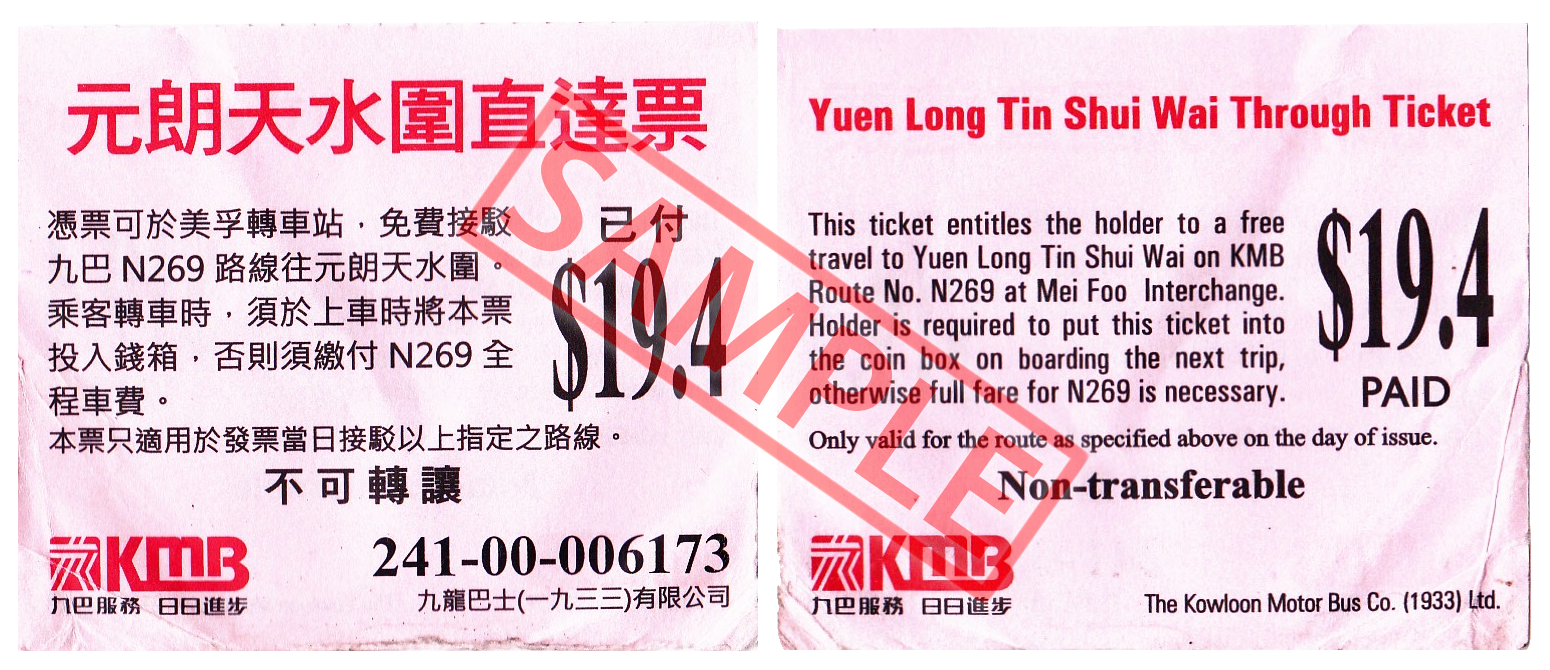 元朗天水圍直達票
憑票可於美孚轉車站，免費接駁
九巴 N269 路線往元朗天水圍。
乘客轉車時，須於上車時將本票
投入錢箱，否則須繳付 N269 全
程車費。
已付
$19.4
本票只適用於發票當日接駁以上指定之路線。
不可轉讓
KMB
九巴服務 日日進步
241-00-006173
九龍巴士(一九三三)有限公司
Yuen Long Tin Shui Wai Through Ticket
This ticket entitles the holder to a free
travel to Yuen Long Tin Shui Wai on KMB
Route No. N269 at Mei Foo Interchange.
Holder is required to put this ticket into
the coin box on boarding the next trip,
otherwise full fare for N269 is necessary.
$19.4
PAID
Only valid for the route as specified above on the day of issue.
Non-transferable
KMB
九巴服務 日日進步
The Kowloon Motor Bus Co. (1933) Ltd.
SAMPLE